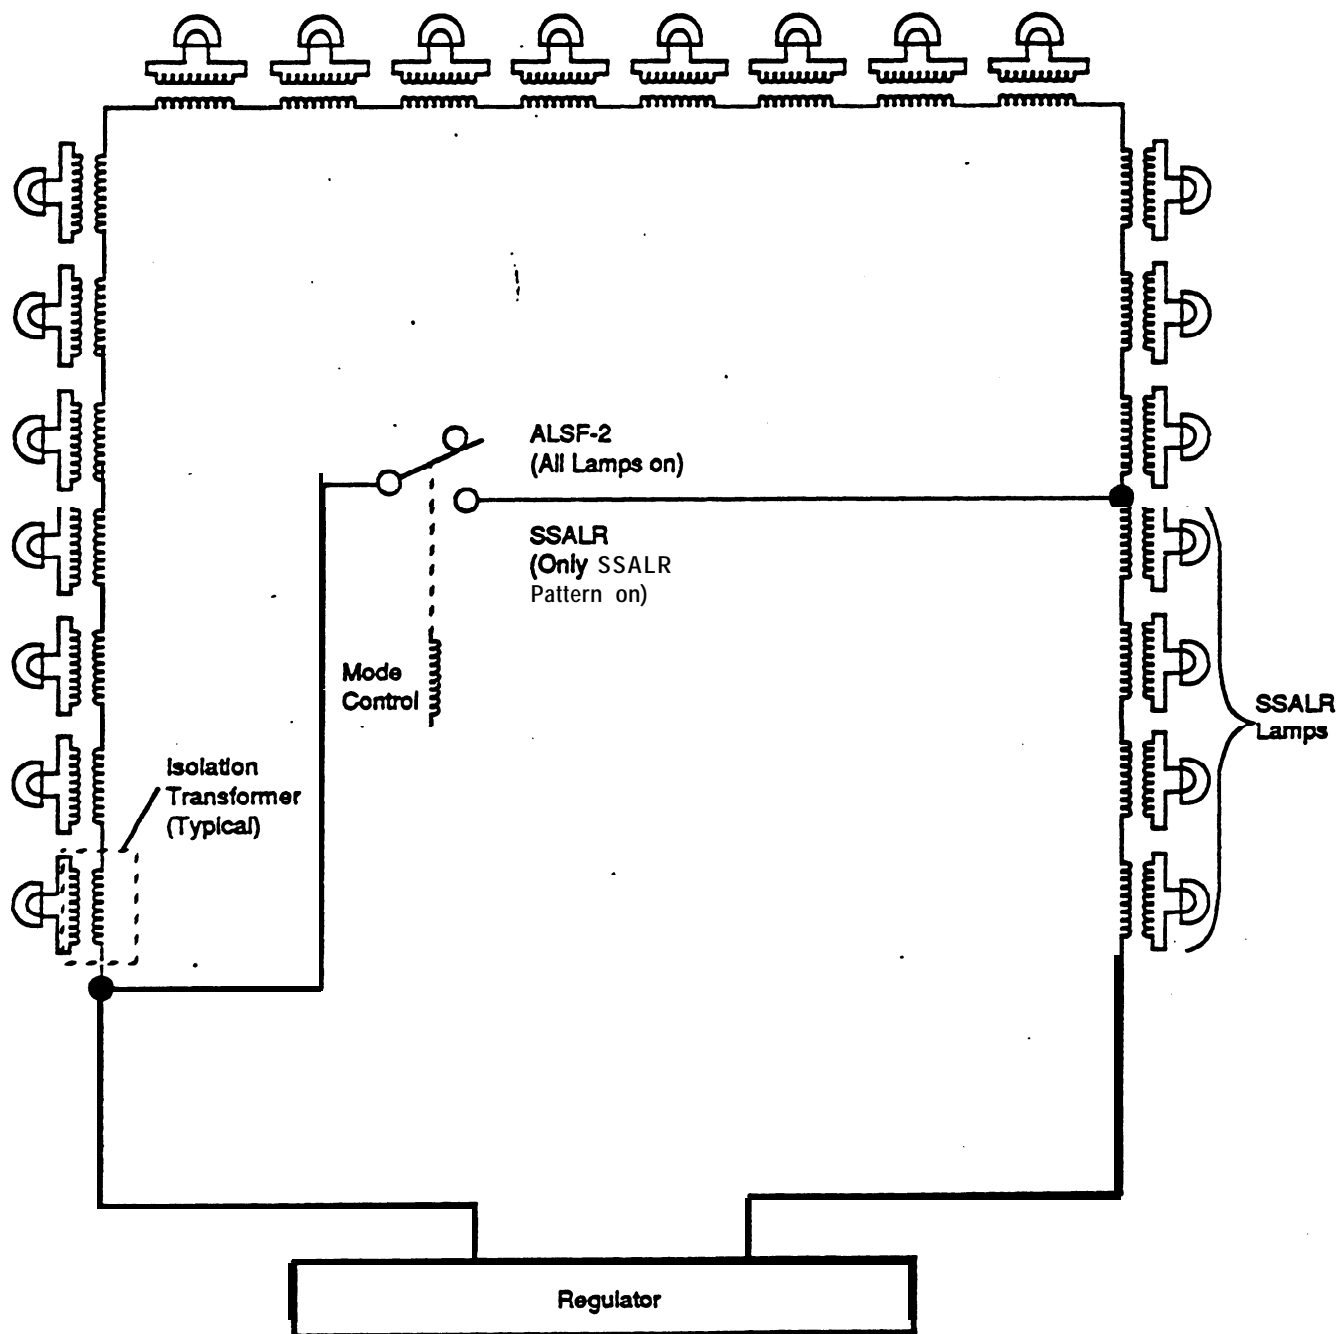 ALSF-2
(All Lamps on)
SSALR
(Only SSALR
Pattern on)
Mode
Control
SSALR
Lamps
Isolation
Transformer
(Typical)
Regulator